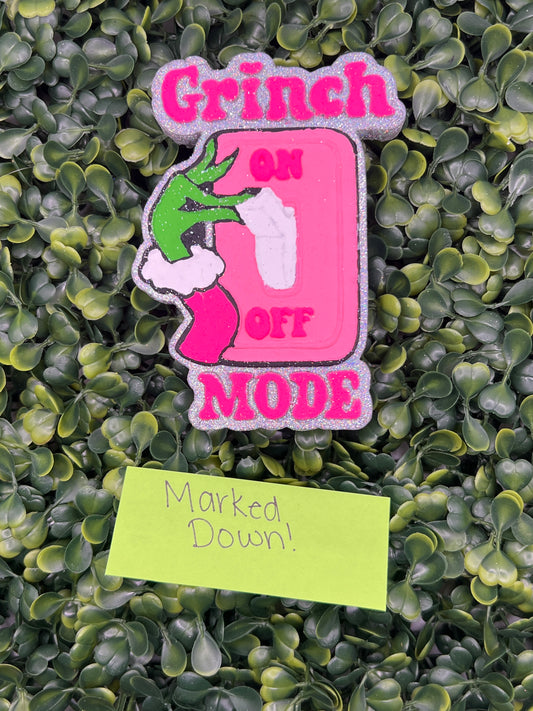 Grinch
ON
OFF
MODE
Marked
Down!